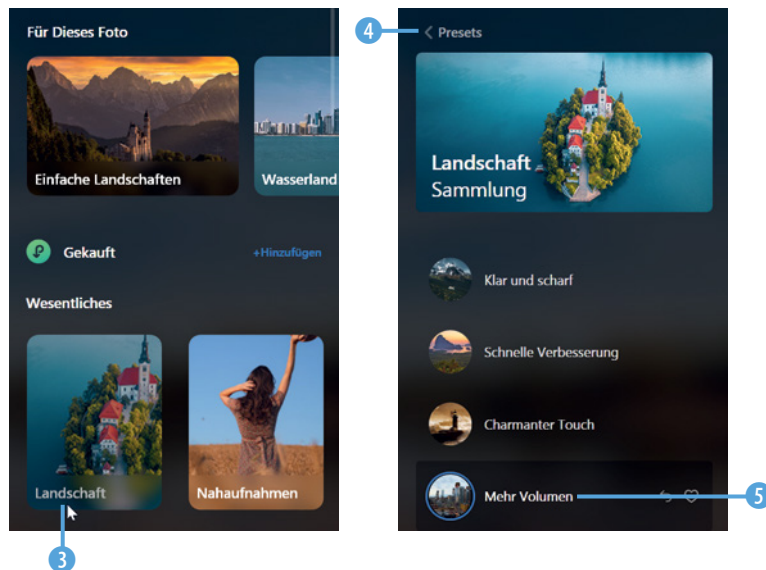 Für Dieses Foto
Einfache Landschaften
Wasserland
Gekauft
+Hinzufügen
Wesentliches
Landschaft
Nahaufnahmen
3
4
Presets
Landschaft
Sammlung
Klar und scharf
Schnelle Verbesserung
Charmanter Touch
Mehr Volumen
5